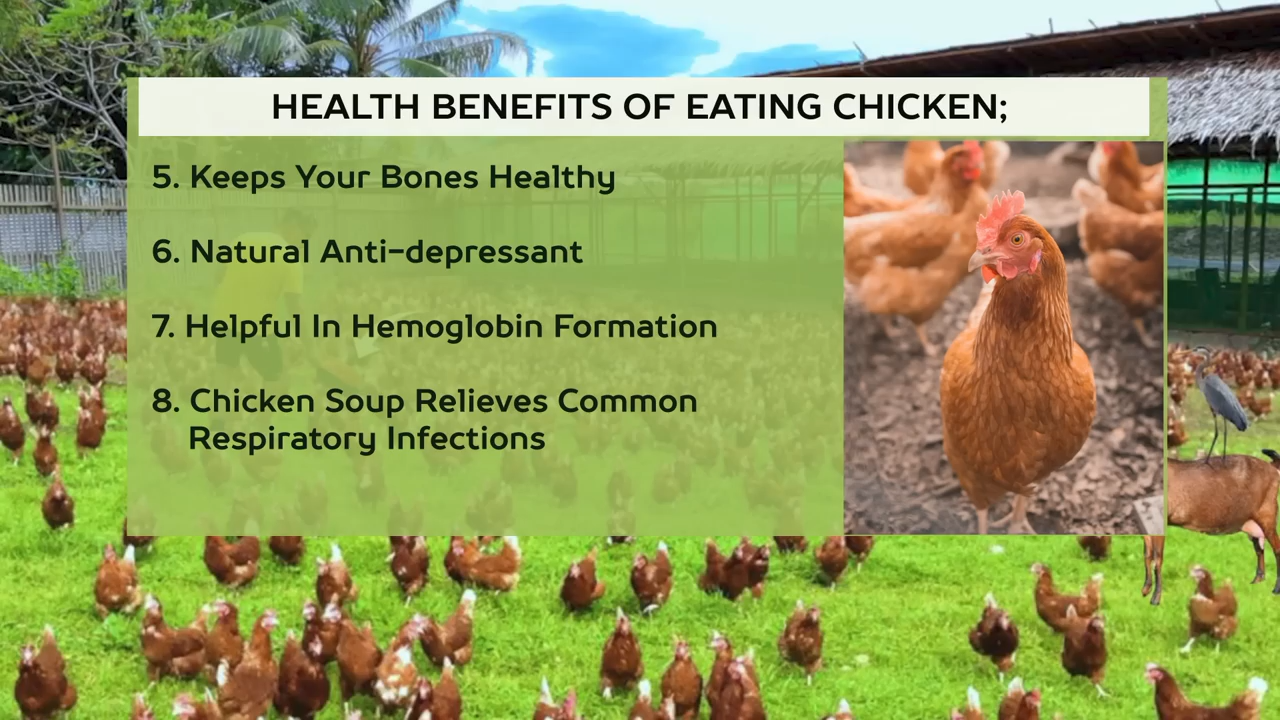 HEALTH BENEFITS OF EATING CHICKEN;
5. Keeps Your Bones Healthy
6. Natural Anti-depressant
7. Helpful In Hemoglobin Formation
8. Chicken Soup Relieves Common
Respiratory Infections